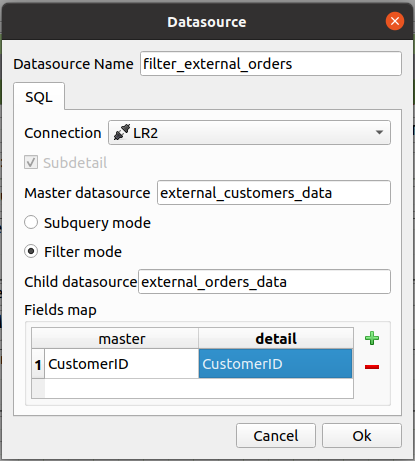 Datasource
Datasource Name filter_external_orders
SQL
Connection LR2
Subdetail
Master datasource external_customers_data
Subquery mode
Filter mode
Child datasource external_orders_data
Fields map
master detail
1 CustomerID CustomerID
Cancel Ok